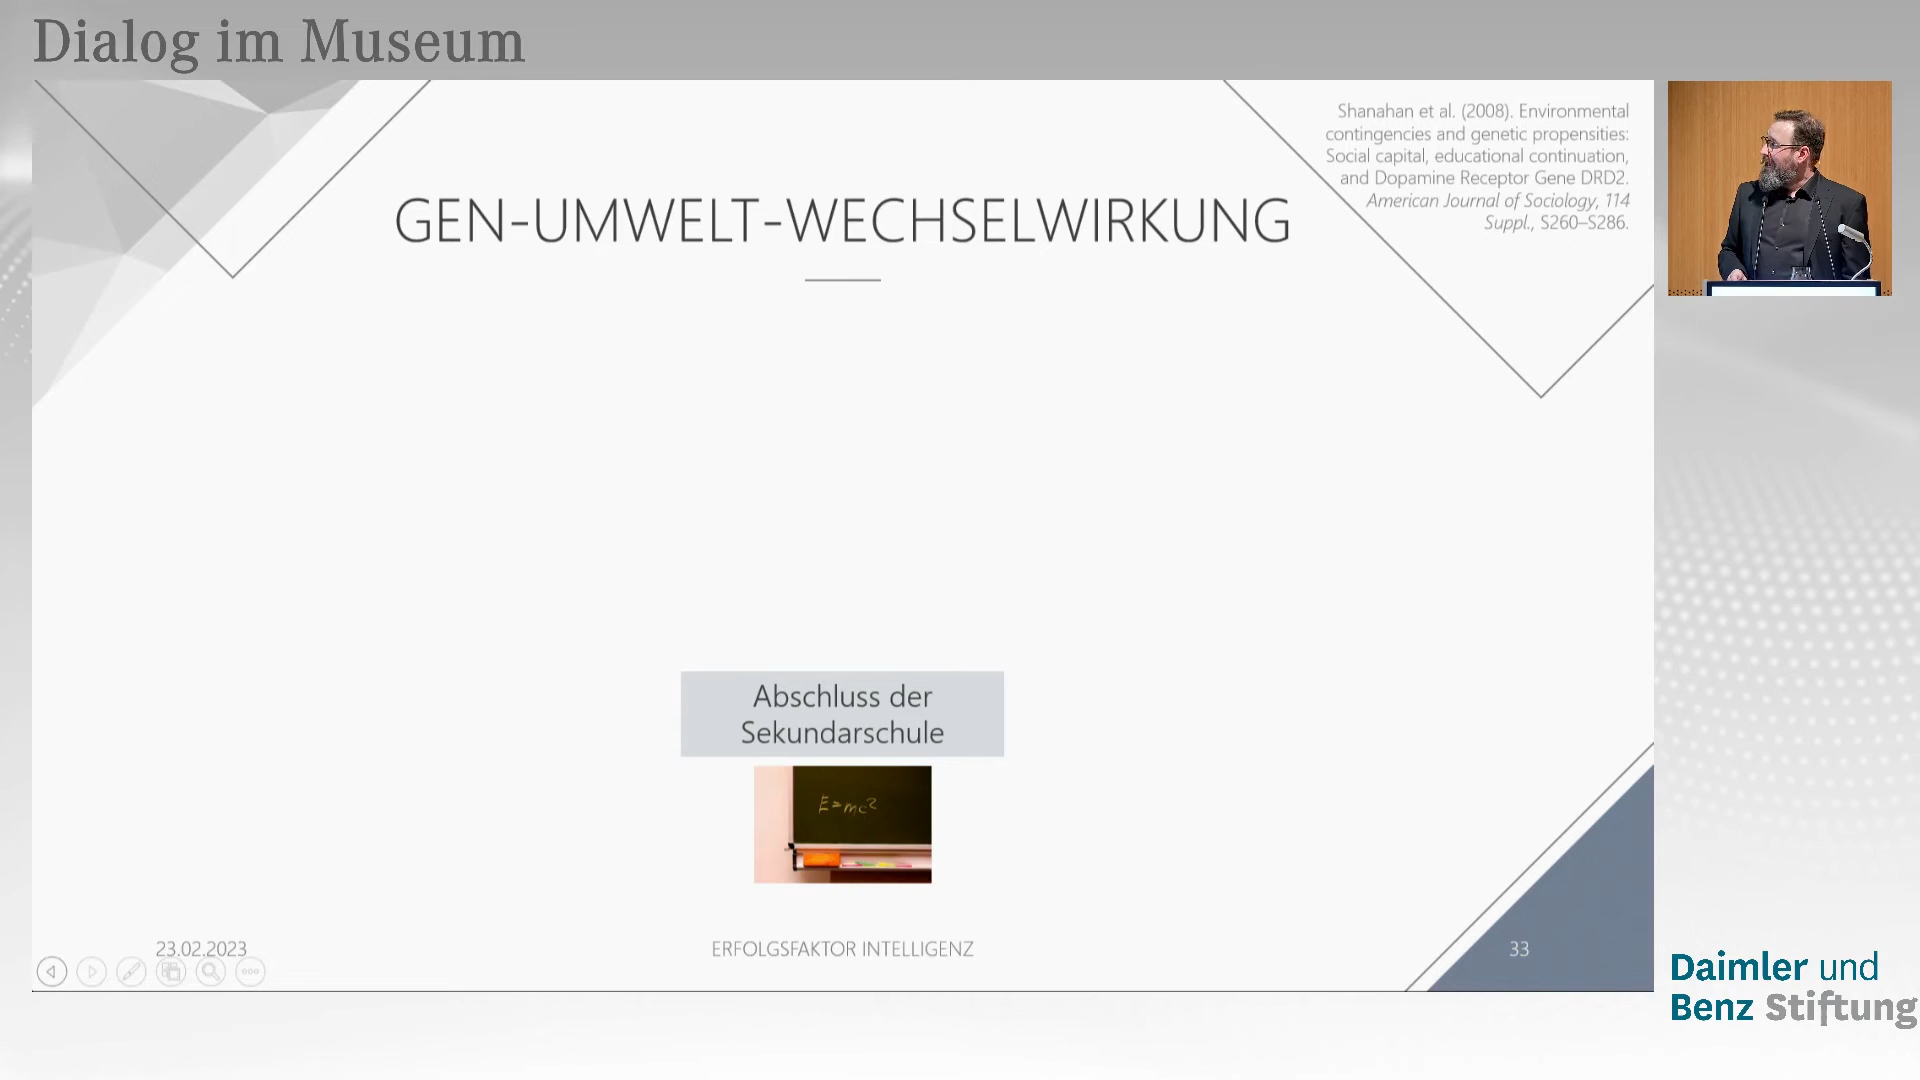 Dialog im Museum
Shanahan et al. (2008). Environmental
contingencies and genetic propensities:
Social capital, educational continuation,
and Dopamine Receptor Gene DRD2.
American Journal of Sociology, 114
Suppl., S260–S286.
GEN-UMWELT-WECHSELWIRKUNG
Abschluss der
Sekundarschule
E=mc²
23.02.2023
ERFOLGSFAKTOR INTELLIGENZ
33
Daimler und
Benz Stiftung